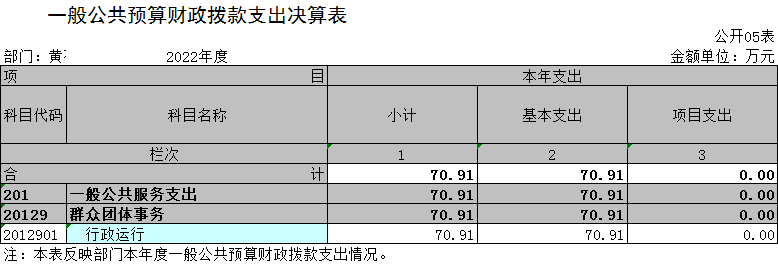 一般公共预算财政拨款支出决算表
公开05表
部门：黄 2022年度 金额单位：万元
项 目 本年支出
科目代码 科目名称 小计 基本支出 项目支出
栏次 1 2 3
合 计 70.91 70.91 0.00
201 一般公共服务支出 70.91 70.91 0.00
20129 群众团体事务 70.91 70.91 0.00
2012901 行政运行 70.91 70.91 0.00
注：本表反映部门本年度一般公共预算财政拨款支出情况。